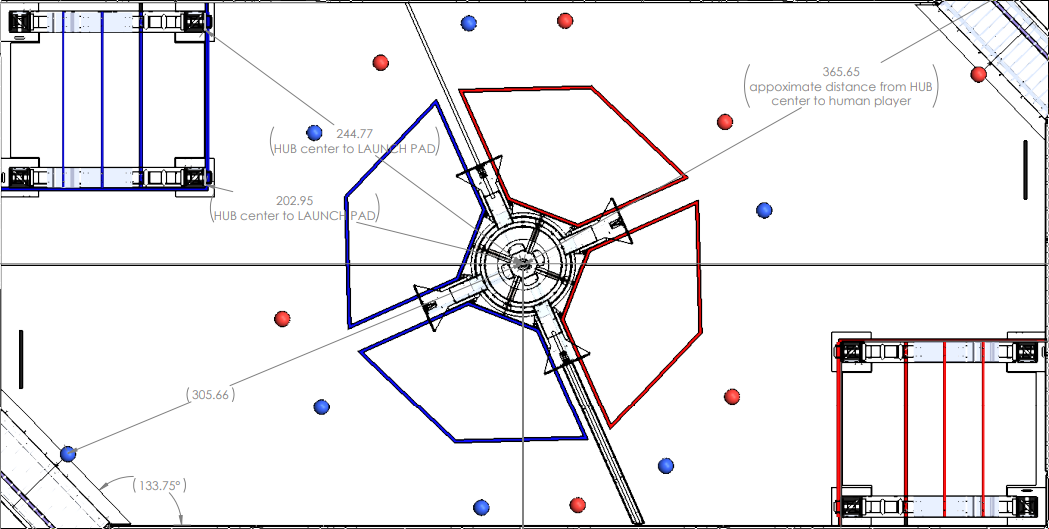 365.65
appoximate distance from HUB
center to human player
244.77
(HUB center to LAUNCH PAD)
202.95
(HUB center to LAUNCH PAD)
(305.66)
(133.75°)